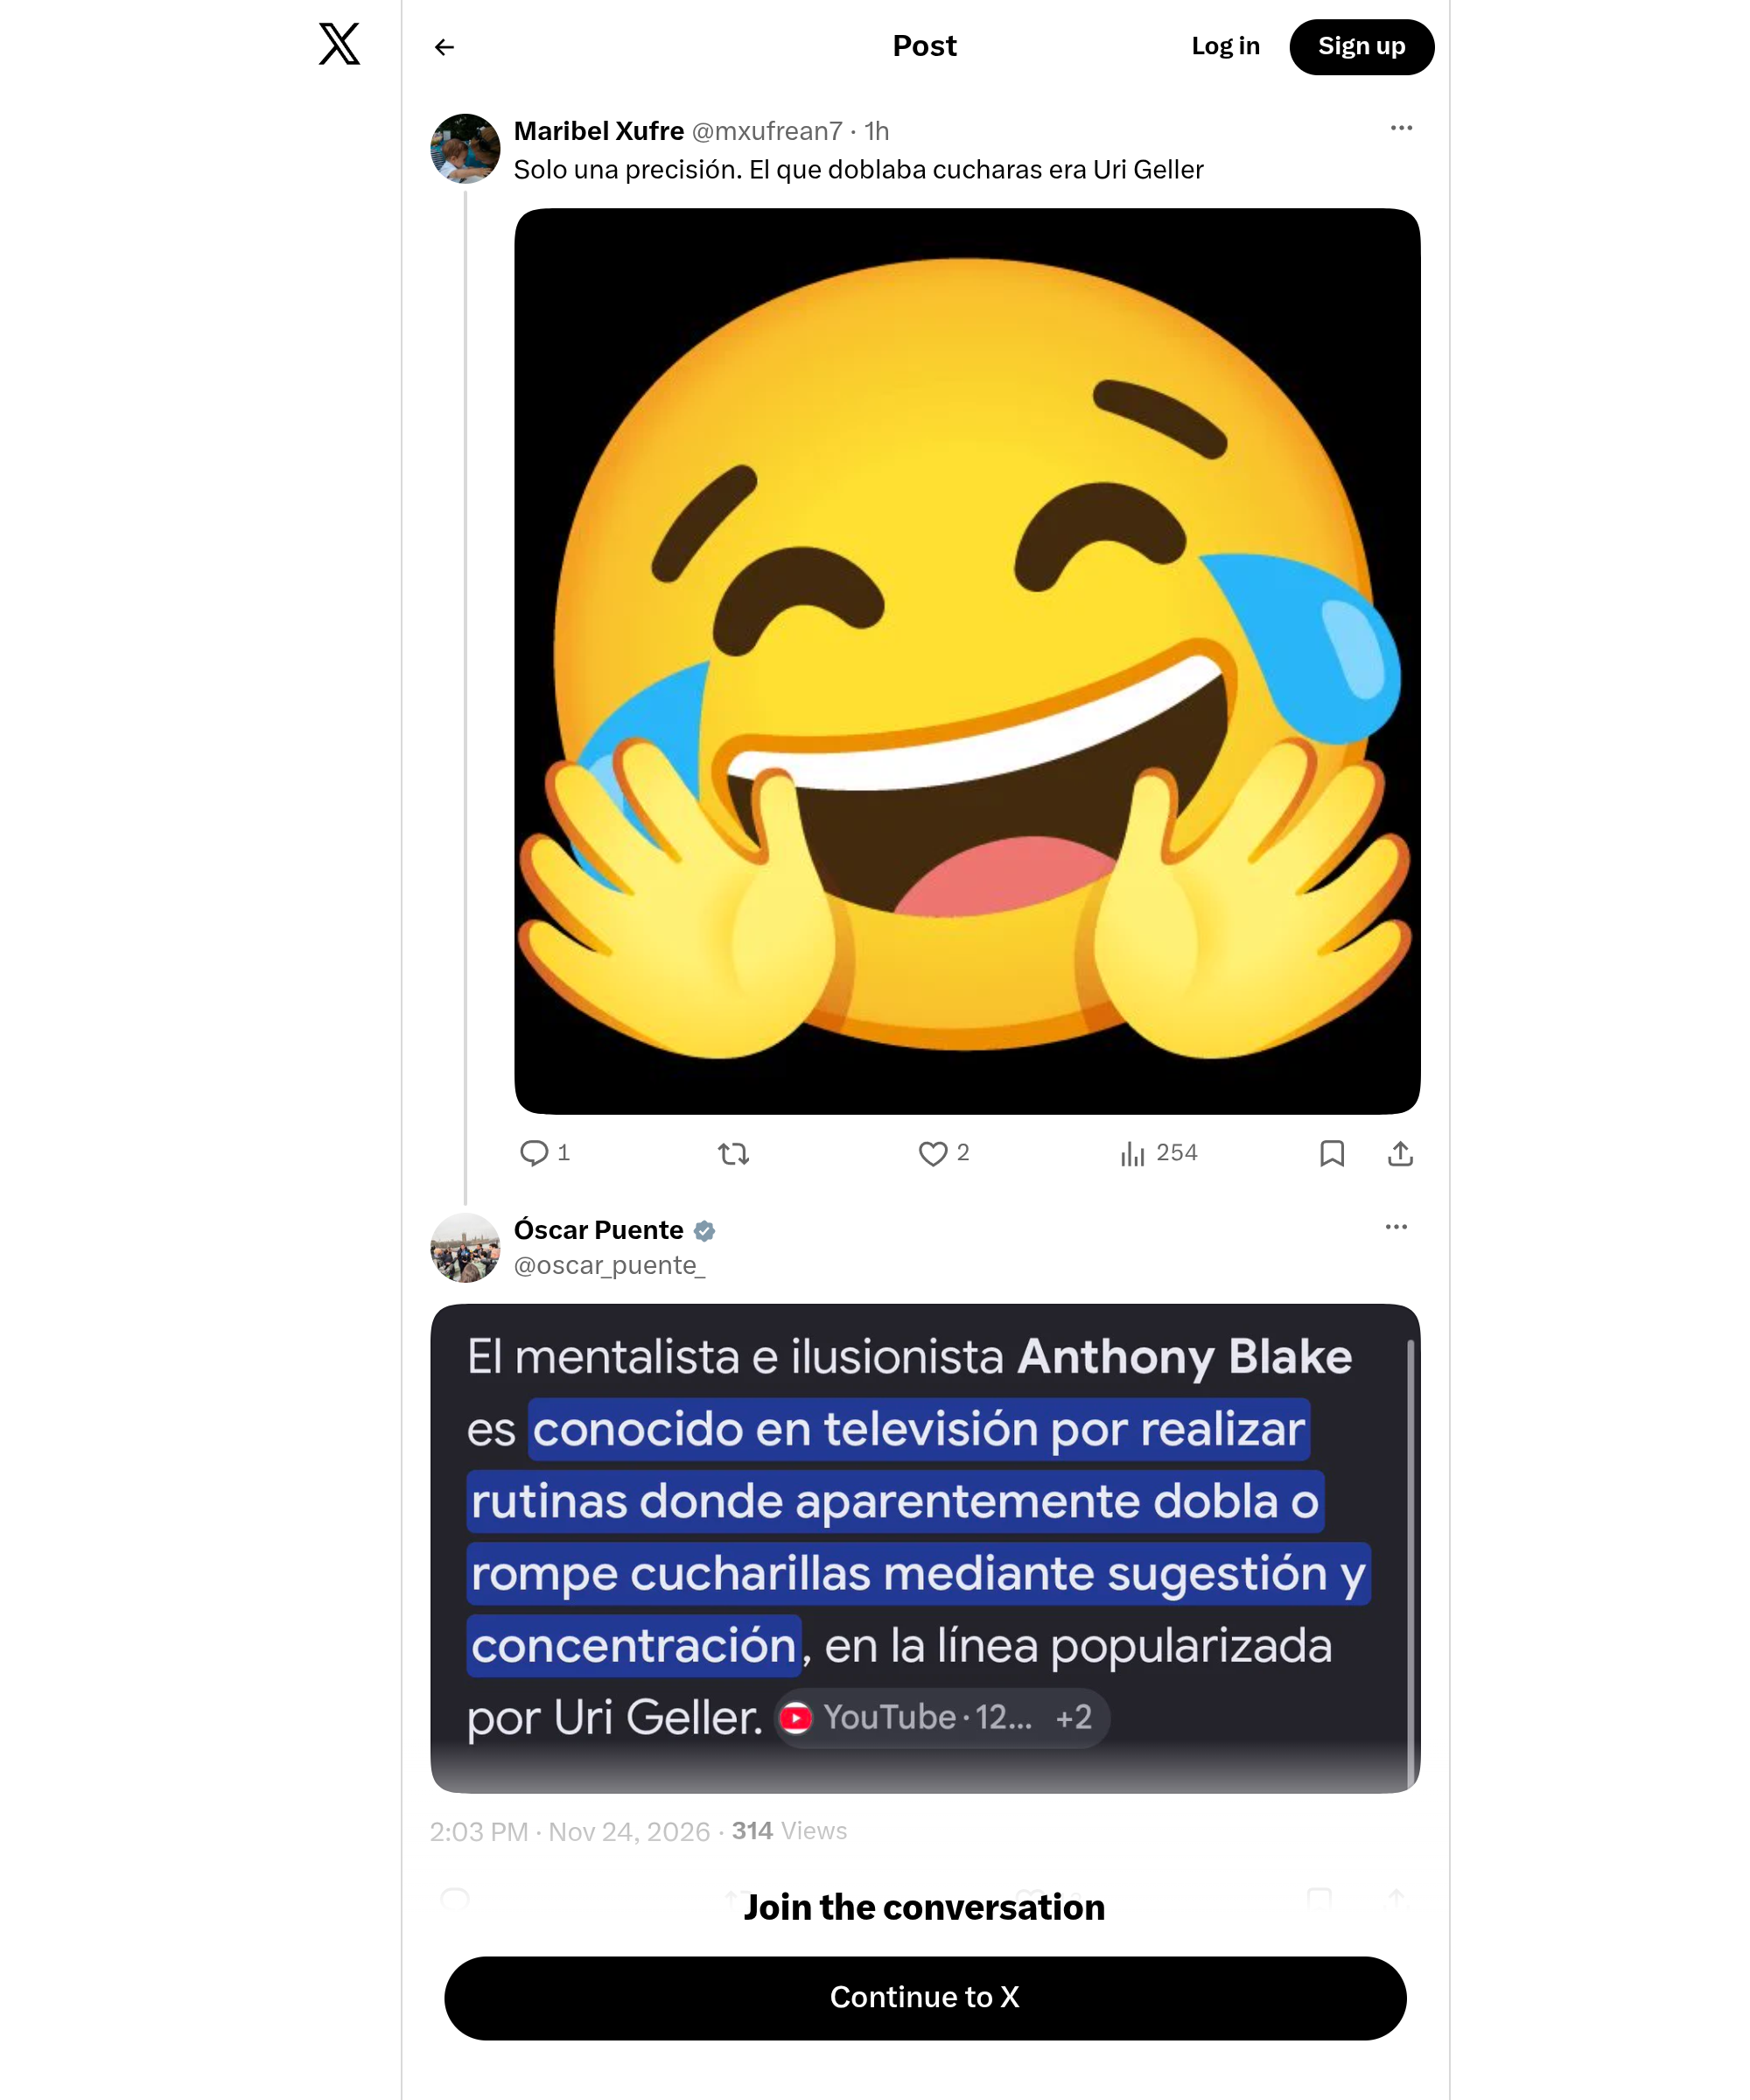 Post
Log in
Sign up
Maribel Xufre @mxufrean7 · 1h
Solo una precisión. El que doblaba cucharas era Uri Geller
1
2
254
Óscar Puente
@oscar_puente_
El mentalista e ilusionista Anthony Blake
es conocido en televisión por realizar
rutinas donde aparentemente dobla o
rompe cucharillas mediante sugestión y
concentración, en la línea popularizada
por Uri Geller. YouTube · 12... +2
2:03 PM · Nov 24, 2026 · 314 Views
Join the conversation
Continue to X